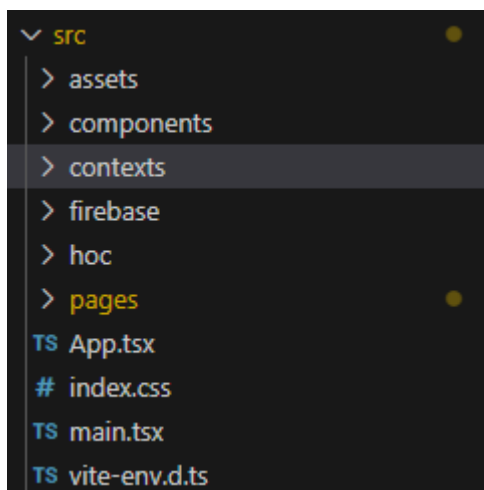 src
assets
components
contexts
firebase
hoc
pages
TS App.tsx
# index.css
TS main.tsx
TS vite-env.d.ts